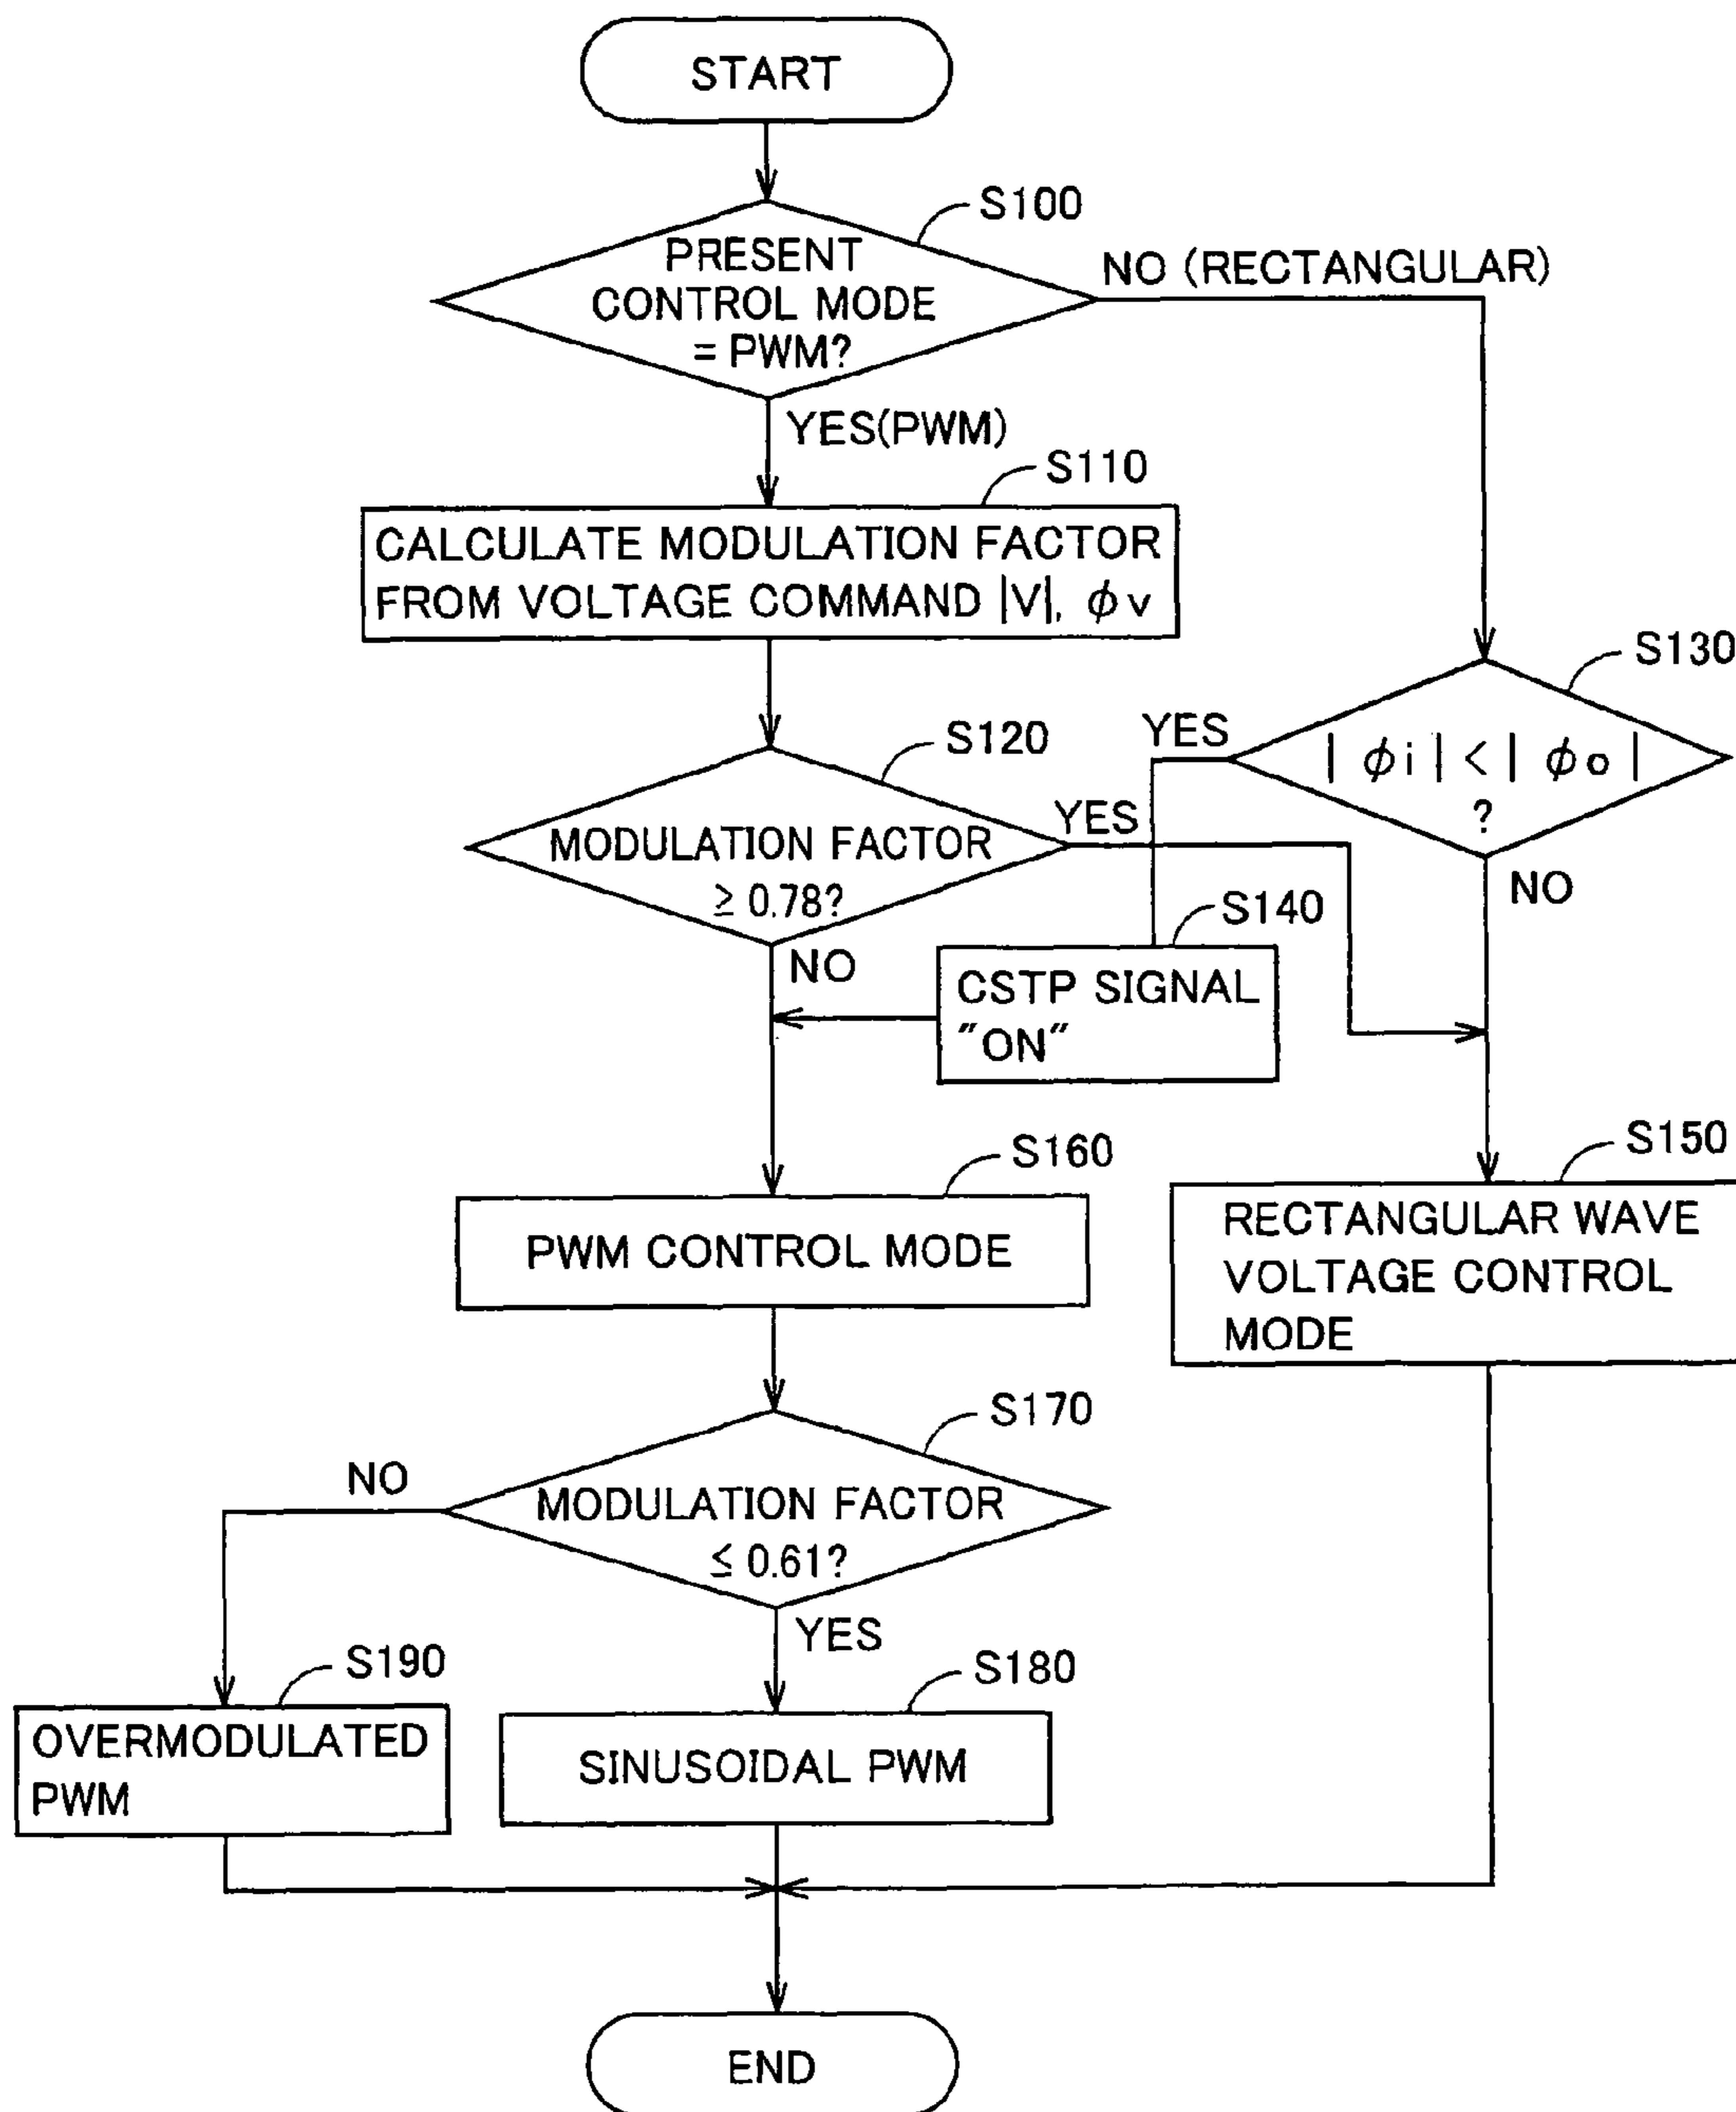 START
S100
PRESENT
CONTROL MODE
= PWM?
NO (RECTANGULAR)
YES(PWM)
S110
CALCULATE MODULATION FACTOR
FROM VOLTAGE COMMAND |V|, ϕv
S130
S120
YES
| ϕi | < | ϕo |
?
YES
MODULATION FACTOR
≥ 0.78?
NO
S140
NO
CSTP SIGNAL
"ON"
S160
S150
PWM CONTROL MODE
RECTANGULAR WAVE
VOLTAGE CONTROL
MODE
S170
NO
MODULATION FACTOR
≤ 0.61?
YES
S190
S180
OVERMODULATED
PWM
SINUSOIDAL PWM
END